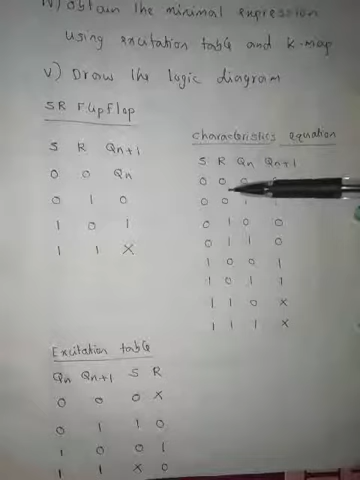 iv) obtain the minimal expression
using excitation table and k-map
v) Draw the logic diagram
SR FlipFlop
S R Qn+1
0 0 Qn
0 1 0
1 0 1
1 1 X
characteristics equation
S R Qn Qn+1
0 0 0
0 0 1 1
0 1 0 0
0 1 1 0
1 0 0 1
1 0 1 1
1 1 0 X
1 1 1 X
Excitation table
Qn Qn+1 S R
0 0 0 X
0 1 1 0
1 0 0 1
1 1 X 0